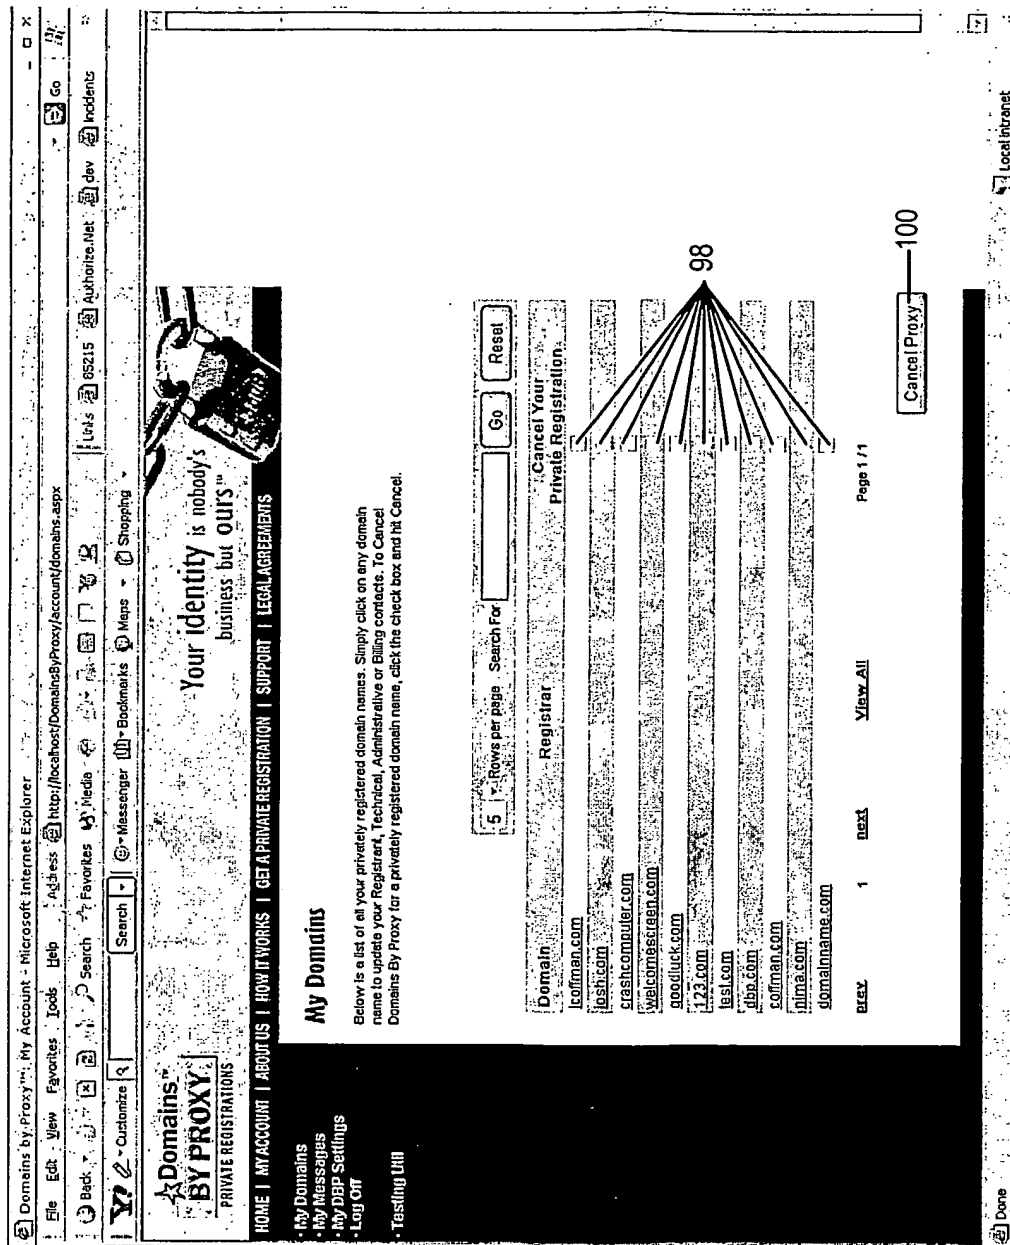 Domains by Proxy™: My Account - Microsoft Internet Explorer
File Edit View Favorites Tools Help Address http://localhost/DomainsByProxy/account/domains.aspx Go
Back Search Favorites Media Links 85215 Authorize.Net dev Incidents
Y! Customize Search Messenger Bookmarks Maps Shopping
Domains™
BY PROXY
PRIVATE REGISTRATIONS
Your identity is nobody's
business but ours™
HOME | MY ACCOUNT | ABOUT US | HOW IT WORKS | GET A PRIVATE REGISTRATION | SUPPORT | LEGAL AGREEMENTS
· My Domains
· My Messages
· My DBP Settings
· Log Off
· Testing Util
My Domains
Below is a list of all your privately registered domain names. Simply click on any domain
name to update your Registrant, Technical, Administrative or Billing contacts. To Cancel
Domains By Proxy for a privately registered domain name, click the check box and hit Cancel.
5 Rows per page Search For Go Reset
Domain Registrar Cancel Your
Private Registration
lcoffman.com
josh.com
crashcomputer.com
welcomescreen.com
goodluck.com
123.com
test.com
dbp.com
coffman.com
nima.com
domainname.com
98
prev 1 next View All Page 1 / 1
Cancel Proxy 100
Done Local intranet